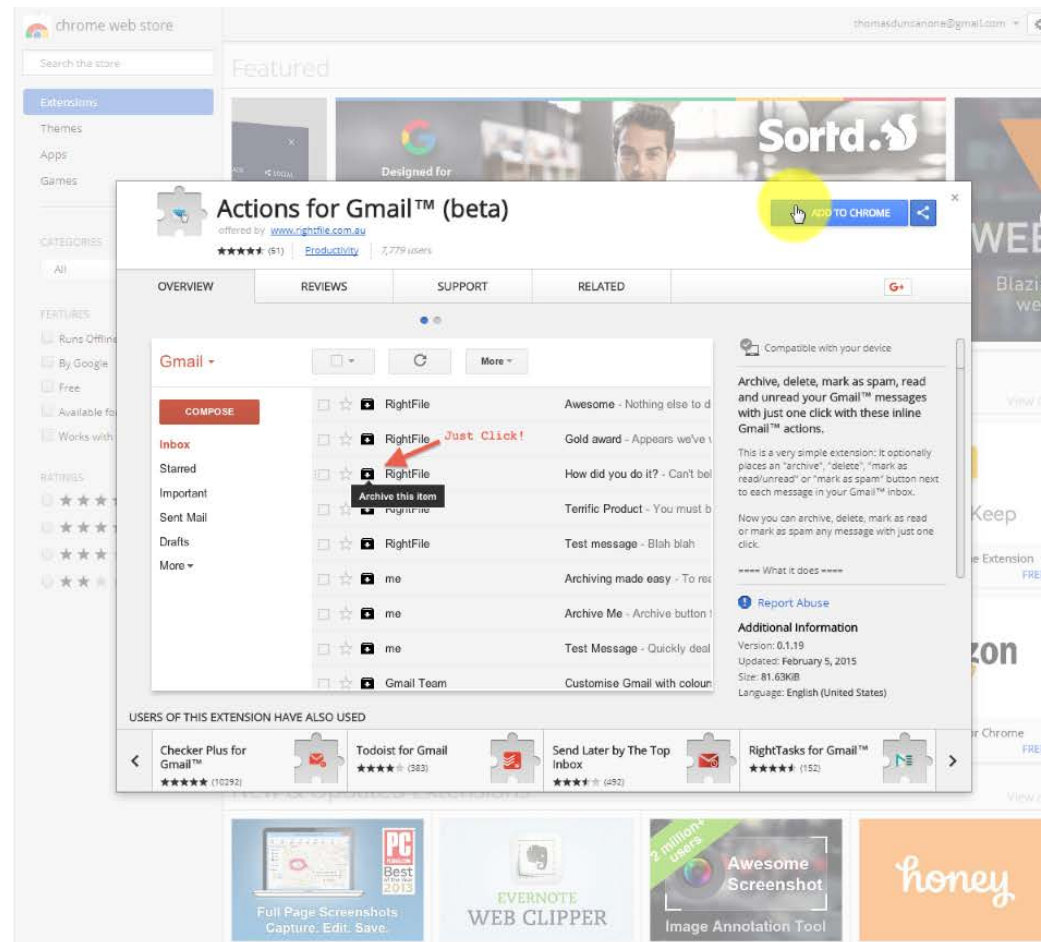 chrome web store
thomasdunsanone@gmail.com
Search the store
Featured
Extensions
Themes
Apps
Games
Designed for
Sortd.
Actions for Gmail™ (beta)
offered by www.rightfile.com.au
(51) Productivity 7,779 users
ADD TO CHROME
CATEGORIES
All
FEATURES
Runs Offline
By Google
Free
Available for
Works with
RATINGS
OVERVIEW
REVIEWS
SUPPORT
RELATED
G+
Gmail
More
COMPOSE
Inbox
Starred
Important
Sent Mail
Drafts
More
RightFile Awesome - Nothing else to d
RightFile Gold award - Appears we've
Just Click!
RightFile How did you do it? - Can't bel
Archive this item
RightFile Terrific Product - You must b
RightFile Test message - Blah blah
me Archiving made easy - To rea
me Archive Me - Archive button
me Test Message - Quickly deal
Gmail Team Customise Gmail with colour
Compatible with your device
Archive, delete, mark as spam, read
and unread your Gmail™ messages
with just one click with these inline
Gmail™ actions.
This is a very simple extension: It optionally
places an "archive", "delete", "mark as
read/unread" or "mark as spam" button next
to each message in your Gmail™ inbox.
Now you can archive, delete, mark as read
or mark as spam any message with just one
click.
==== What it does ====
Report Abuse
Additional Information
Version: 0.1.19
Updated: February 5, 2015
Size: 81.63KiB
Language: English (United States)
WEB
Blazi
we
View
Keep
Extension
FREE
zon
r Chrome
FREE
View
USERS OF THIS EXTENSION HAVE ALSO USED
Checker Plus for
Gmail™
(10292)
Todoist for Gmail
(383)
Send Later by The Top
Inbox
(492)
RightTasks for Gmail™
(152)
New & Updated Extensions
PC
Best
of the Year
2013
Full Page Screenshots
Capture. Edit. Save.
EVERNOTE
WEB CLIPPER
2 million+
users
Awesome
Screenshot
Image Annotation Tool
honey